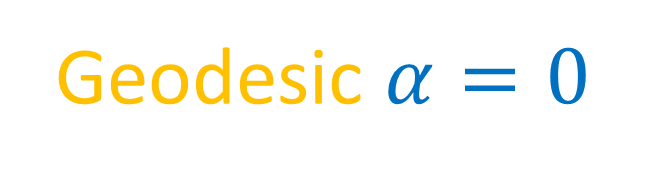 Geodesic 𝛼 = 0